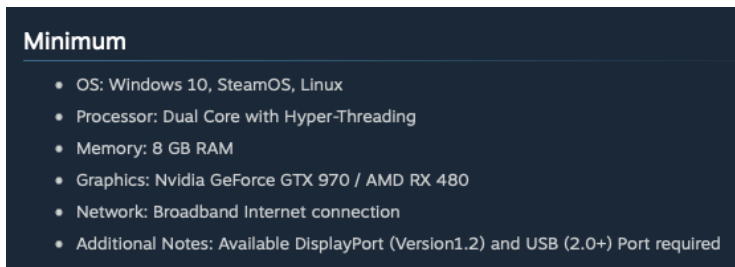 Minimum
• OS: Windows 10, SteamOS, Linux
• Processor: Dual Core with Hyper-Threading
• Memory: 8 GB RAM
• Graphics: Nvidia GeForce GTX 970 / AMD RX 480
• Network: Broadband Internet connection
• Additional Notes: Available DisplayPort (Version1.2) and USB (2.0+) Port required